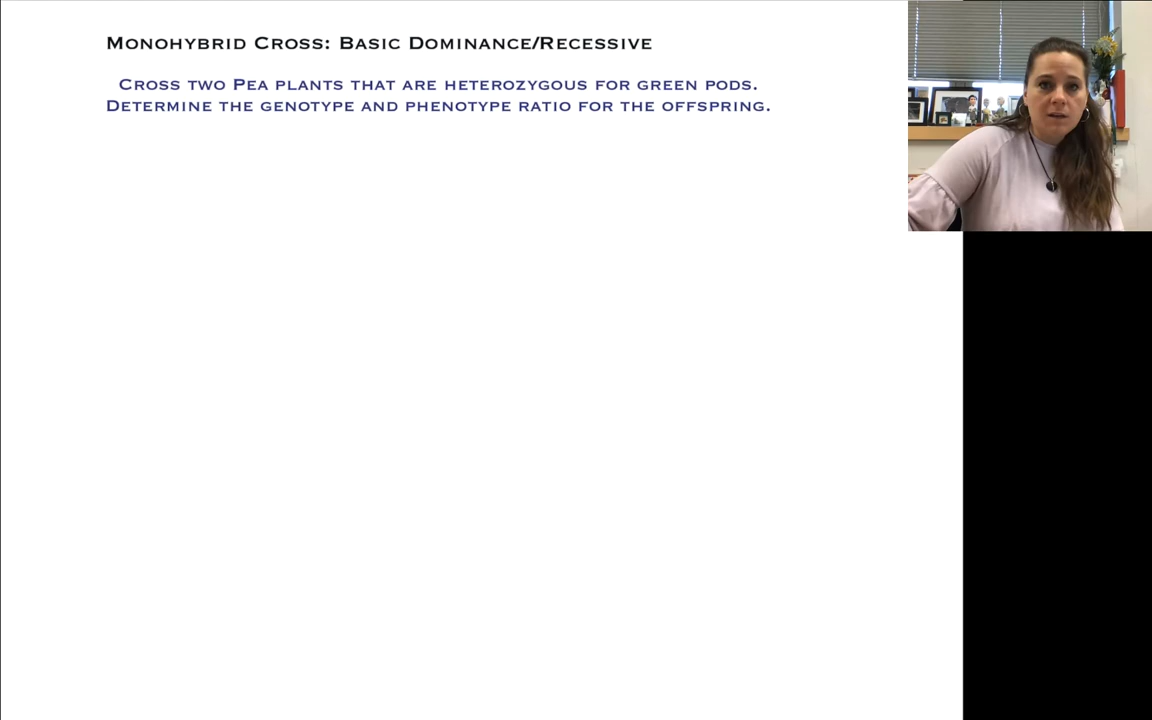 Monohybrid Cross: Basic Dominance/Recessive
Cross two Pea plants that are heterozygous for green pods.
Determine the genotype and phenotype ratio for the offspring.